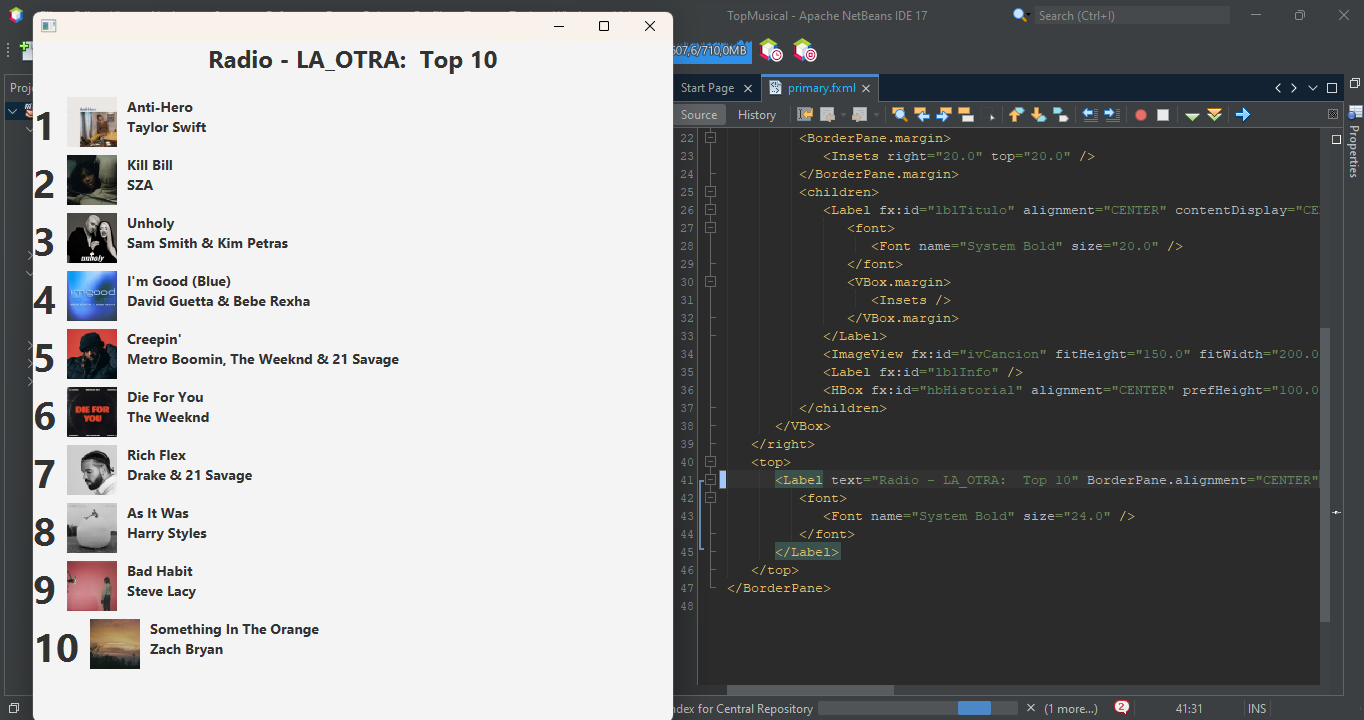 TopMusical - Apache NetBeans IDE 17
Search (Ctrl+I)
607,6/710,0MB
Radio - LA_OTRA:  Top 10
1
Anti-Hero
Taylor Swift
2
Kill Bill
SZA
3
unholy
Unholy
Sam Smith & Kim Petras
4
i'm good
I'm Good (Blue)
David Guetta & Bebe Rexha
5
Creepin'
Metro Boomin, The Weeknd & 21 Savage
6
DIE FOR
YOU
Die For You
The Weeknd
7
Rich Flex
Drake & 21 Savage
8
As It Was
Harry Styles
9
Bad Habit
Steve Lacy
10
Something In The Orange
Zach Bryan
Start Page
primary.fxml
Source
History
22 <BorderPane.margin>
23 <Insets right="20.0" top="20.0" />
24 </BorderPane.margin>
25 <children>
26 <Label fx:id="lblTitulo" alignment="CENTER" contentDisplay="CE
27 <font>
28 <Font name="System Bold" size="20.0" />
29 </font>
30 <VBox.margin>
31 <Insets />
32 </VBox.margin>
33 </Label>
34 <ImageView fx:id="ivCancion" fitHeight="150.0" fitWidth="200.0
35 <Label fx:id="lblInfo" />
36 <HBox fx:id="hbHistorial" alignment="CENTER" prefHeight="100.0
37 </children>
38 </VBox>
39 </right>
40 <top>
41 <Label text="Radio - LA_OTRA:  Top 10" BorderPane.alignment="CENTER"
42 <font>
43 <Font name="System Bold" size="24.0" />
44 </font>
45 </Label>
46 </top>
47 </BorderPane>
48
Properties
ndex for Central Repository
(1 more...)
2
41:31
INS